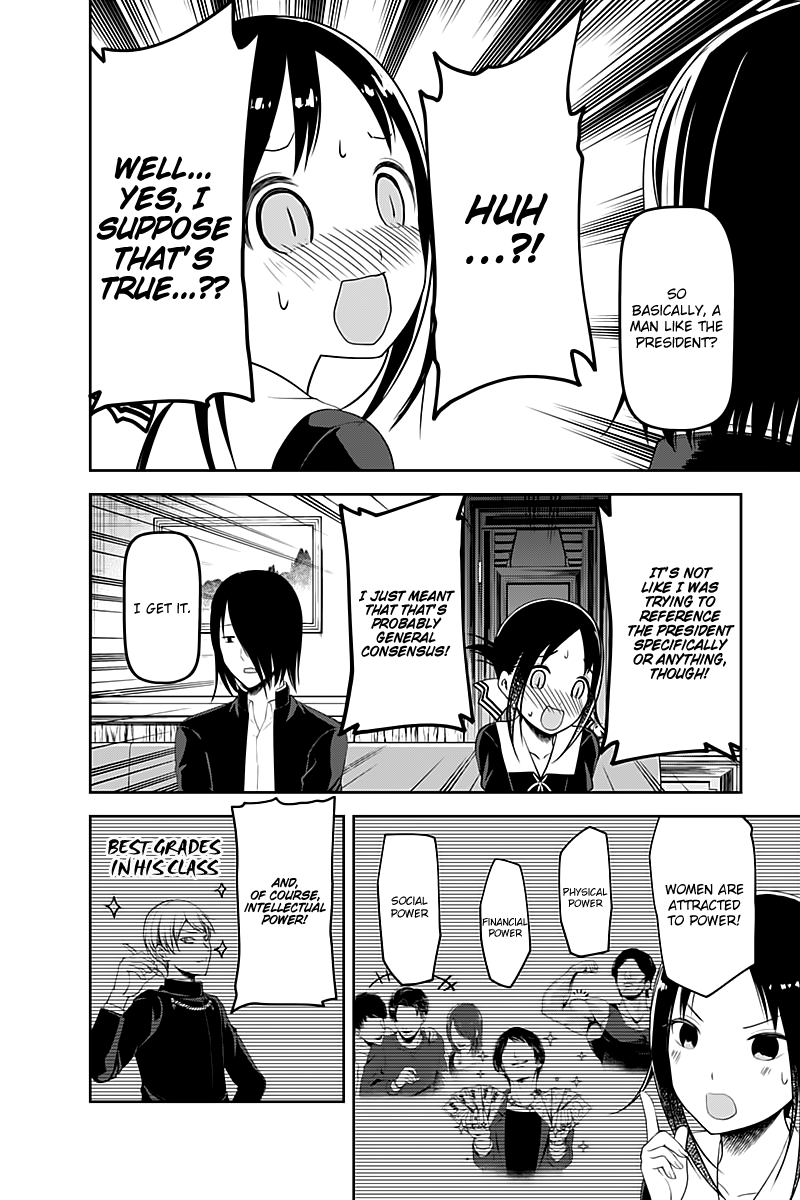 SO
BASICALLY, A
MAN LIKE THE
PRESIDENT?
HUH
...?!
WELL...
YES, I
SUPPOSE
THAT'S
TRUE...??
IT'S NOT
LIKE I WAS
TRYING TO
REFERENCE
THE PRESIDENT
SPECIFICALLY
OR ANYTHING,
THOUGH!
I JUST MEANT
THAT THAT'S
PROBABLY
GENERAL
CONSENSUS!
I GET IT.
WOMEN ARE
ATTRACTED
TO POWER!
PHYSICAL
POWER
FINANCIAL
POWER
SOCIAL
POWER
AND,
OF COURSE,
INTELLECTUAL
POWER!
BEST GRADES
IN HIS CLASS